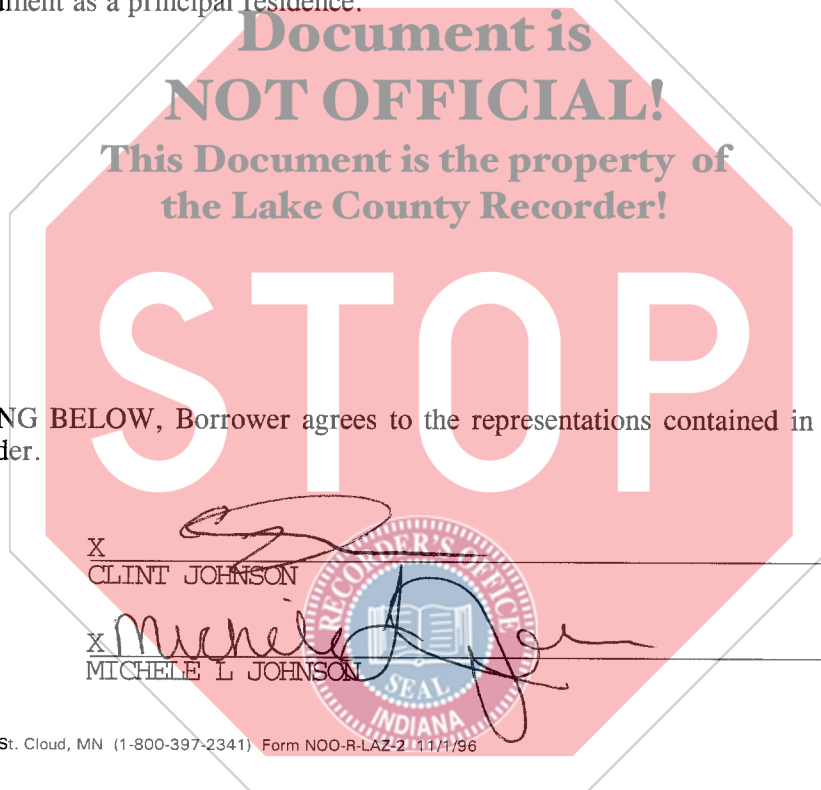 ment as a principal residence.
Document is
NOT OFFICIAL!
This Document is the property of
the Lake County Recorder!
STOP
NG BELOW, Borrower agrees to the representations contained in
der.
X
CLINT JOHNSON
X Michele L Jo
MICHELE L JOHNSON
RECORDER'S OFFICE
SEAL
INDIANA
St. Cloud, MN (1-800-397-2341) Form NOO-R-LAZ-2 11/1/96